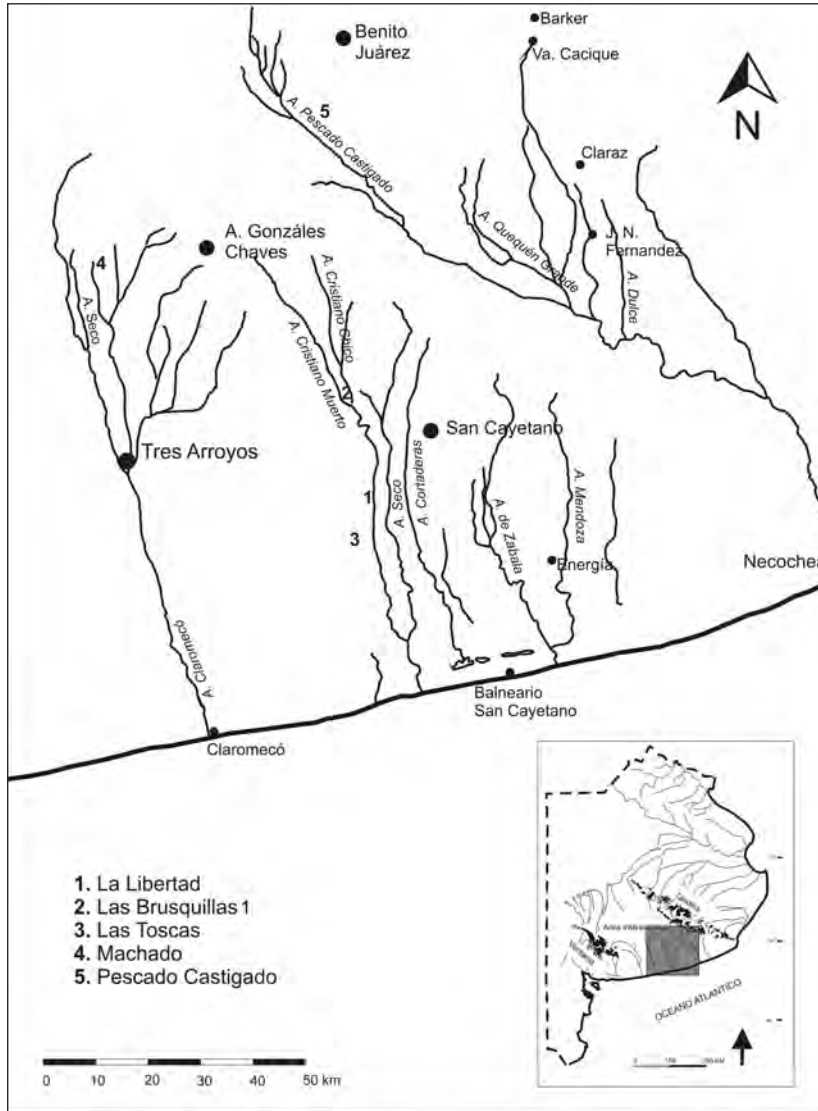 Benito
Juárez
Barker
Va. Cacique
N
5
A. Pescado Castigado
Claraz
A. Gonzáles
Chaves
4
A. Seco
A. Cristiano Chico
A. Cristiano Muerto
A. Quequén Grande
J. N.
Fernandez
A. Dulce
2
Tres Arroyos
San Cayetano
1
3
A. Seco
A. Cortaderas
A. de Zabala
A. Mendoza
Energía
Necochea
A. Claromecó
Claromecó
Balneario
San Cayetano
1. La Libertad
2. Las Brusquillas 1
3. Las Toscas
4. Machado
5. Pescado Castigado
0 10 20 30 40 50 km
OCEANO ATLANTICO